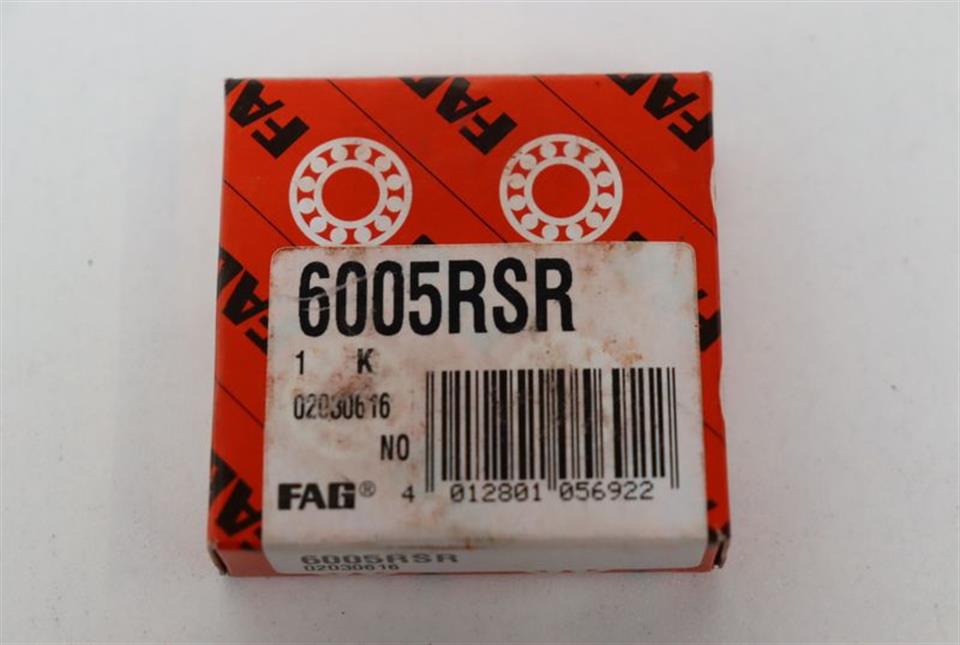 FAG FAG FAG
FAG
6005RSR
1 K
02030616
NO
FAG®
4 012801 056922
FAG
6005RSR
02030616